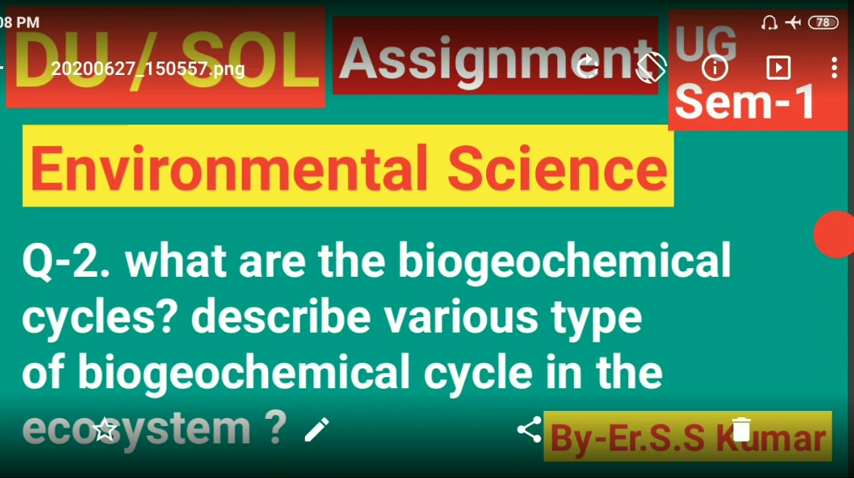 08 PM
78
DU / SOL Assignment UG
20200627_150557.png
Sem-1
Environmental Science
Q-2. what are the biogeochemical
cycles? describe various type
of biogeochemical cycle in the
ecosystem ?
By-Er.S.S Kumar